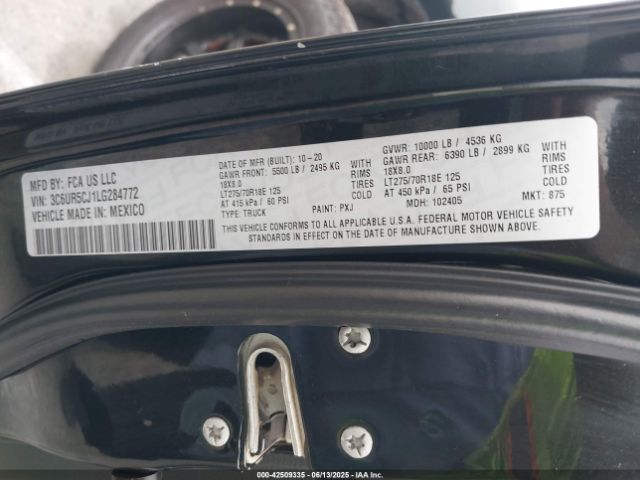 MFD BY: FCA US LLC
VIN: 3C6UR5CJ1LG284772
VEHICLE MADE IN: MEXICO
DATE OF MFR (BUILT): 10-20
GAWR FRONT: 5500 LB / 2495 KG WITH
18X8.0 TIRES
LT275/70R18E 125 RIMS
AT 415 kPa / 60 PSI COLD
TYPE: TRUCK
GVWR: 10000 LB / 4536 KG
GAWR REAR: 6390 LB / 2899 KG WITH
18X8.0 TIRES
LT275/70R18E 125 RIMS
AT 450 kPa / 65 PSI COLD
PAINT: PXJ MDH: 102405 MKT: 875
THIS VEHICLE CONFORMS TO ALL APPLICABLE U.S.A. FEDERAL MOTOR VEHICLE SAFETY
STANDARDS IN EFFECT ON THE DATE OF MANUFACTURE SHOWN ABOVE.
000-42509335 - 06/13/2025 - COPYRIGHT IAA, LLC